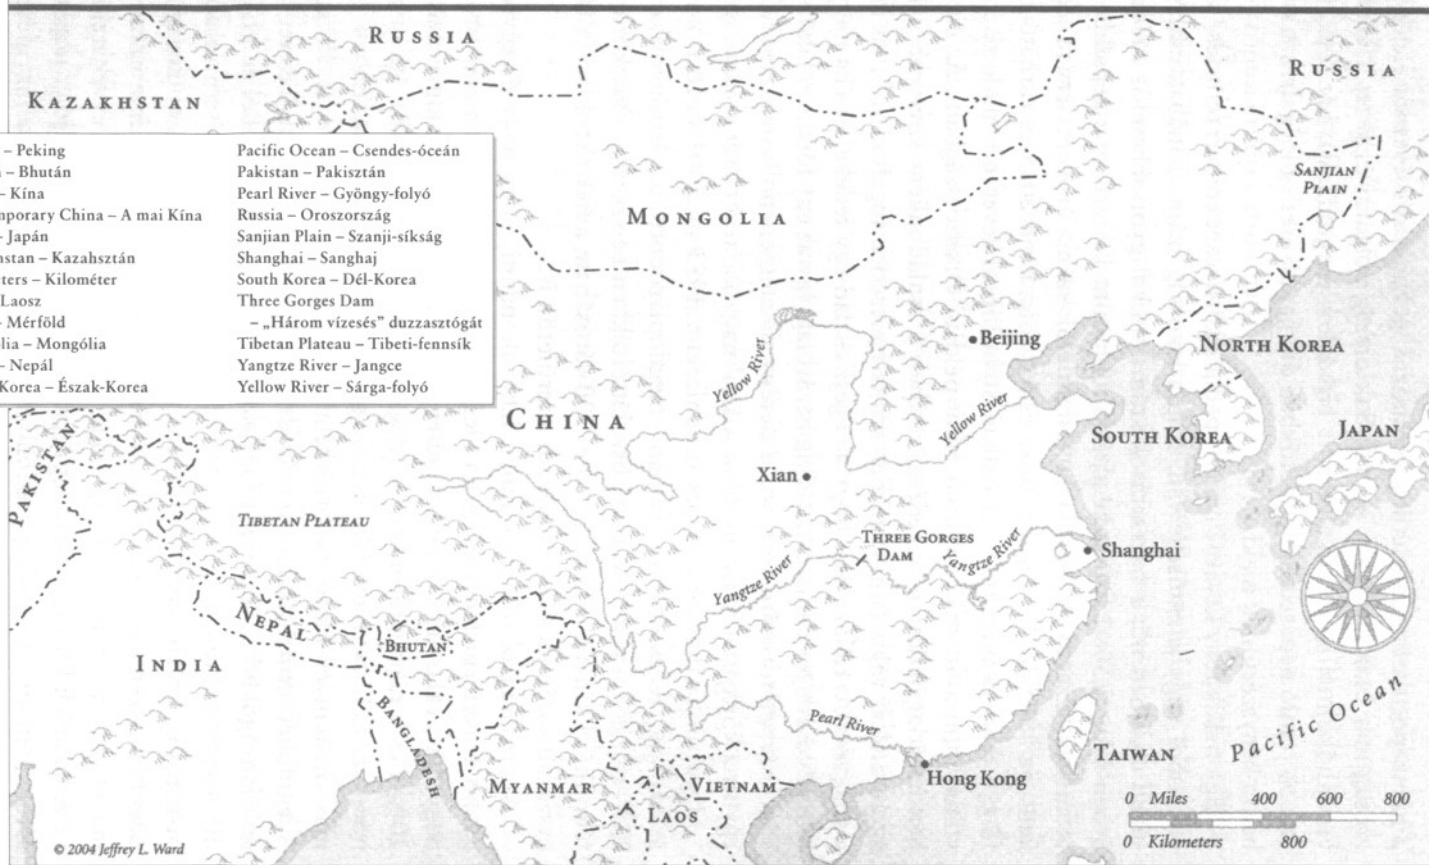 RUSSIA
RUSSIA
KAZAKHSTAN
– Peking
– Bhután
– Kína
mporary China – A mai Kína
– Japán
nstan – Kazahsztán
ters – Kilométer
Laosz
– Mérföld
lia – Mongólia
– Nepál
Korea – Észak-Korea
Pacific Ocean – Csendes-óceán
Pakistan – Pakisztán
Pearl River – Gyöngy-folyó
Russia – Oroszország
Sanjian Plain – Szanji-síkság
Shanghai – Sanghaj
South Korea – Dél-Korea
Three Gorges Dam
– „Három vízesés” duzzasztógát
Tibetan Plateau – Tibeti-fennsík
Yangtze River – Jangce
Yellow River – Sárga-folyó
SANJIAN
PLAIN
MONGOLIA
Beijing
NORTH KOREA
Yellow River
Yellow River
CHINA
SOUTH KOREA
JAPAN
PAKISTAN
Xian
TIBETAN PLATEAU
THREE GORGES
DAM
Yangtze River
Shanghai
Yangtze River
NEPAL
BHUTAN
INDIA
BANGLADESH
Pearl River
Pacific Ocean
TAIWAN
Hong Kong
MYANMAR
VIETNAM
LAOS
0 Miles 400 600 800
0 Kilometers 800
© 2004 Jeffrey L. Ward